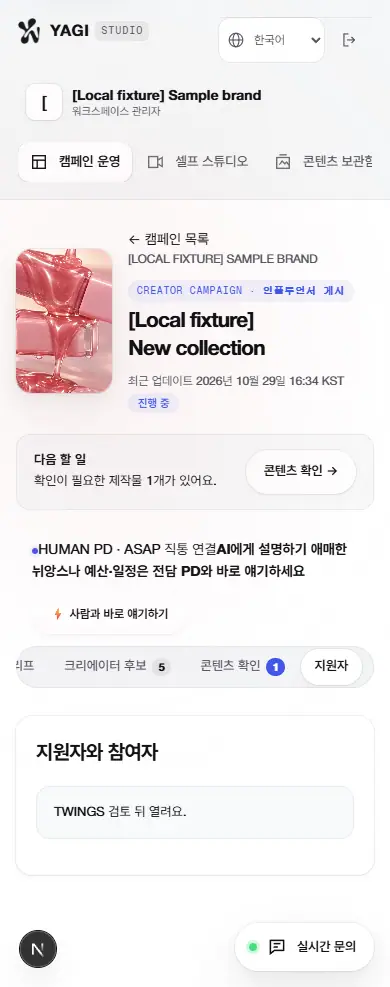 YAGI STUDIO
한국어
[
[Local fixture] Sample brand
워크스페이스 관리자
캠페인 운영
셀프 스튜디오
콘텐츠 보관함
← 캠페인 목록
[LOCAL FIXTURE] SAMPLE BRAND
CREATOR CAMPAIGN · 인플루언서 게시
[Local fixture]
New collection
최근 업데이트 2026년 10월 29일 16:34 KST
진행 중
다음 할 일
확인이 필요한 제작물 1개가 있어요.
콘텐츠 확인 →
HUMAN PD · ASAP 직통 연결AI에게 설명하기 애매한
뉘앙스나 예산·일정은 전담 PD와 바로 얘기하세요
사람과 바로 얘기하기
리프
크리에이터 후보 5
콘텐츠 확인 1
지원자
지원자와 참여자
TWINGS 검토 뒤 열려요.
N
실시간 문의